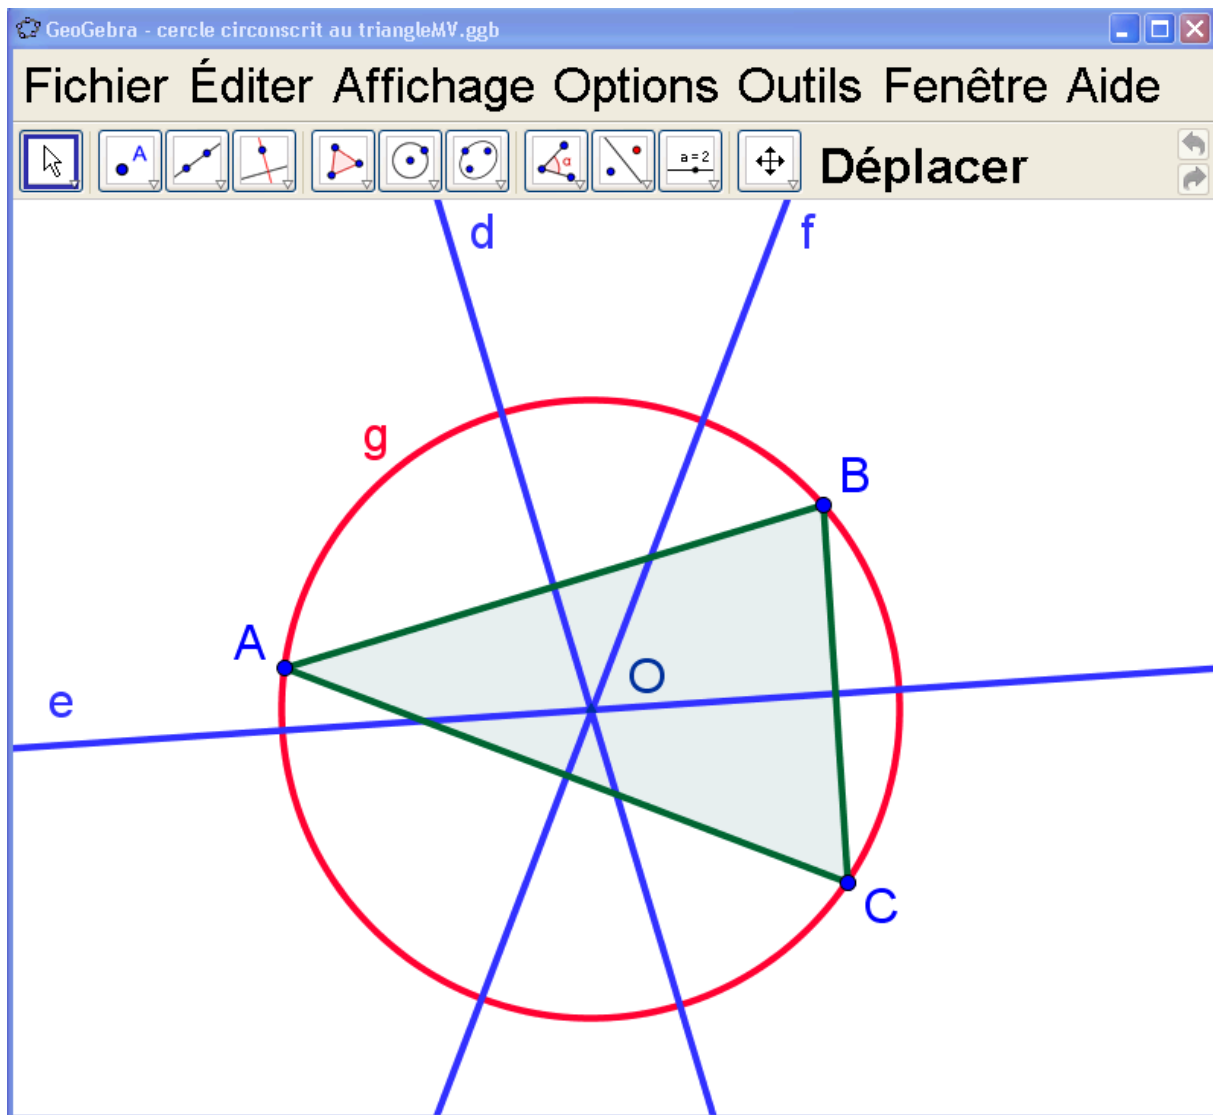 GeoGebra - cercle circonscrit au triangleMV.ggb
Fichier Éditer Affichage Options Outils Fenêtre Aide
A α a = 2 Déplacer
d f
g
B
A
O
e
C